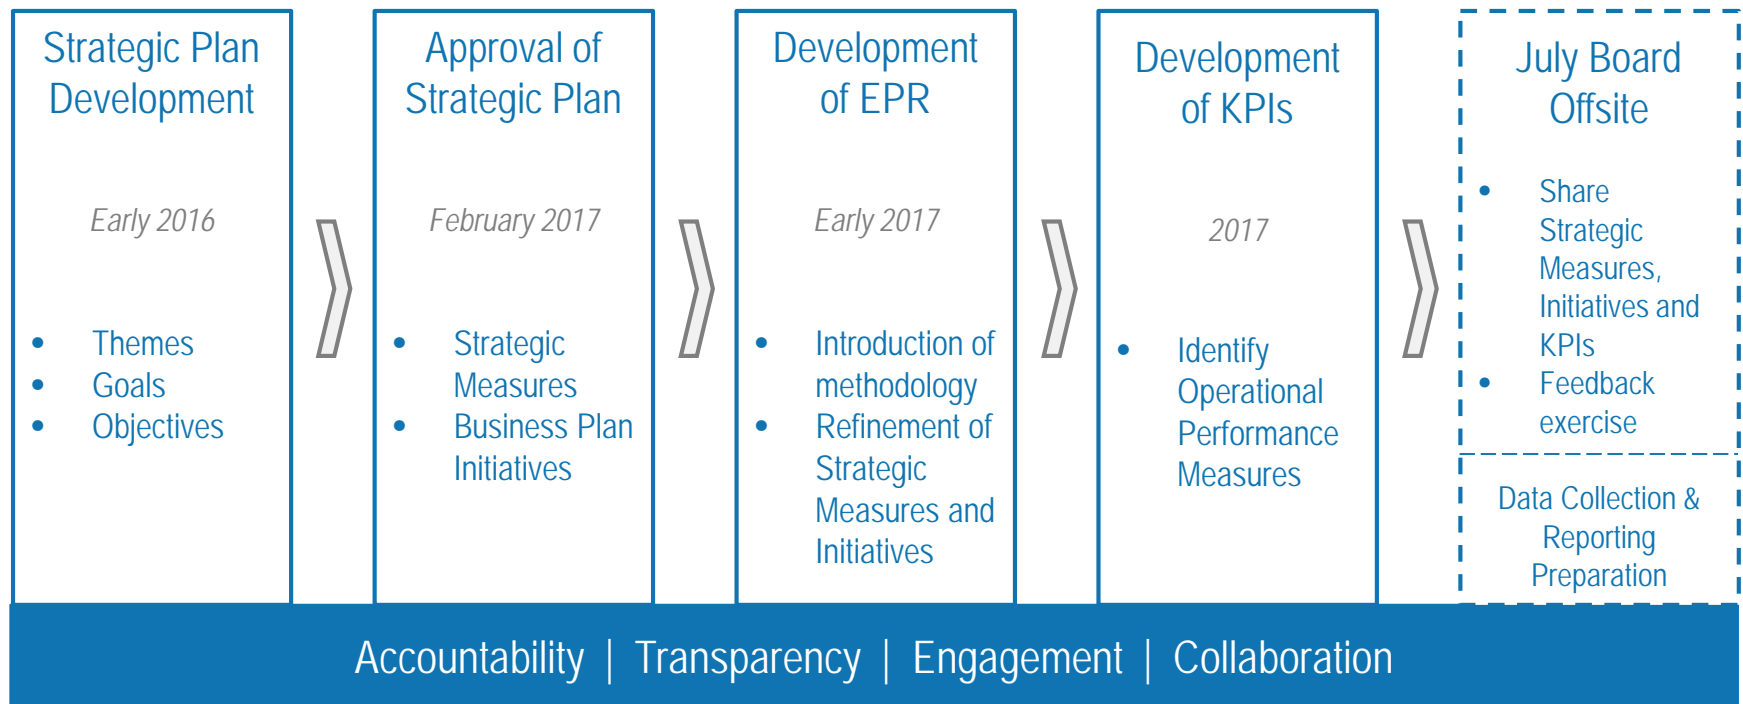 Strategic Plan
Development
Early 2016
• Themes
• Goals
• Objectives
Approval of
Strategic Plan
February 2017
• Strategic
Measures
• Business Plan
Initiatives
Development
of EPR
Early 2017
• Introduction of
methodology
• Refinement of
Strategic
Measures and
Initiatives
Development
of KPIs
2017
• Identify
Operational
Performance
Measures
July Board
Offsite
• Share
Strategic
Measures,
Initiatives and
KPIs
• Feedback
exercise
Data Collection &
Reporting
Preparation
Accountability | Transparency | Engagement | Collaboration